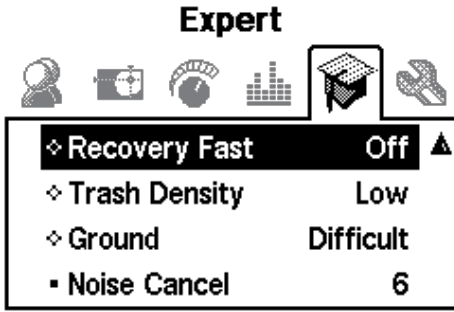 Expert
Recovery Fast Off
Trash Density Low
Ground Difficult
Noise Cancel 6